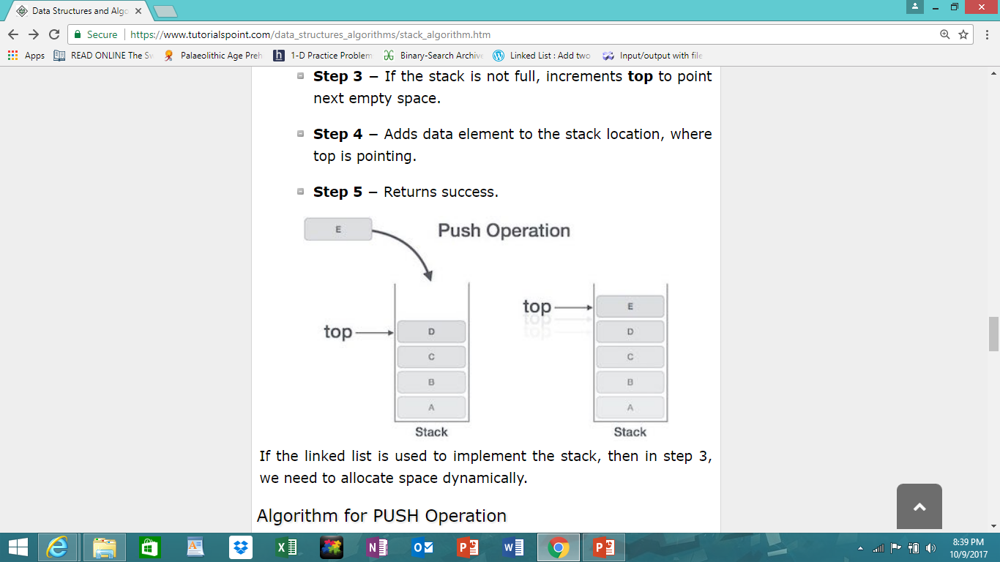 Data Structures and Algo
Secure https://www.tutorialspoint.com/data_structures_algorithms/stack_algorithm.htm
Apps READ ONLINE The Sw Palaeolithic Age Preh 1-D Practice Problem Binary-Search Archive Linked List : Add two Input/output with file
Step 3 – If the stack is not full, increments top to point
next empty space.
Step 4 – Adds data element to the stack location, where
top is pointing.
Step 5 – Returns success.
E
Push Operation
top
D
C
B
A
Stack
top
top
top
E
D
C
B
A
Stack
If the linked list is used to implement the stack, then in step 3,
we need to allocate space dynamically.
Algorithm for PUSH Operation
8:39 PM
10/9/2017